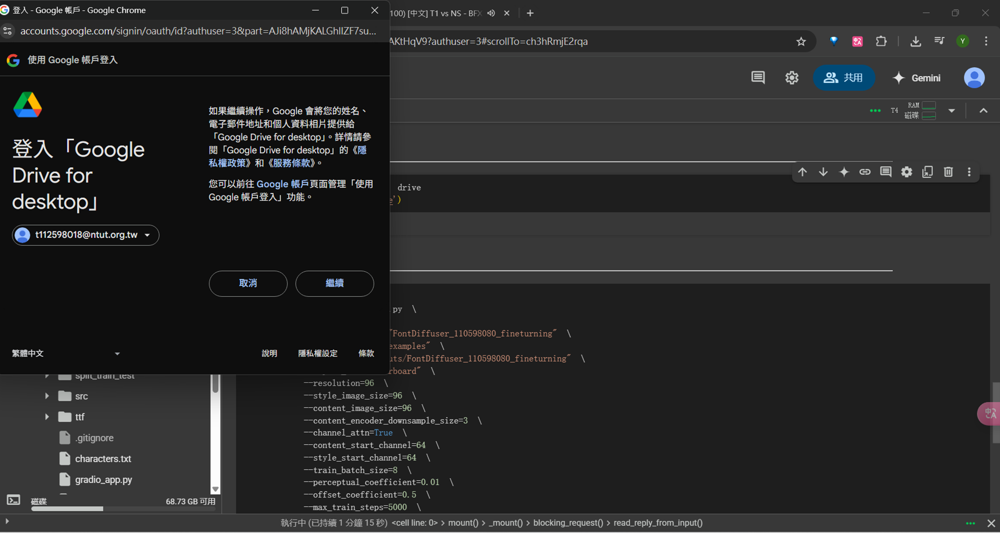 登入 - Google 帳戶 - Google Chrome
accounts.google.com/signin/oauth/id?authuser=3&part=AJi8hAMjKALGhIlZF7su...
使用 Google 帳戶登入
登入「Google
Drive for
desktop」
t112598018@ntut.org.tw
如果繼續操作，Google 會將您的姓名、
電子郵件地址和個人資料相片提供給
「Google Drive for desktop」。詳情請參
閱「Google Drive for desktop」的《隱
私權政策》和《服務條款》。
您可以前往 Google 帳戶頁面管理「使用
Google 帳戶登入」功能。
取消
繼續
繁體中文
說明
隱私權設定
條款
100) [中文] T1 vs NS - BFX
AKtHqV9?authuser=3#scrollTo=ch3hRmjE2rqa
Y
共用
Gemini
T4
RAM
磁碟
drive
e')
.py \
"FontDiffuser_110598080_fineturning" \
examples" \
uts/FontDiffuser_110598080_fineturning" \
rboard" \
--resolution=96 \
--style_image_size=96 \
--content_image_size=96 \
--content_encoder_downsample_size=3 \
--channel_attn=True \
--content_start_channel=64 \
--style_start_channel=64 \
--train_batch_size=8 \
--perceptual_coefficient=0.01 \
--offset_coefficient=0.5 \
--max_train_steps=5000 \
split_train_test
src
ttf
.gitignore
characters.txt
gradio_app.py
磁碟
68.73 GB 可用
執行中 (已持續 1 分鐘 15 秒) <cell line: 0> > mount() > _mount() > blocking_request() > read_reply_from_input()